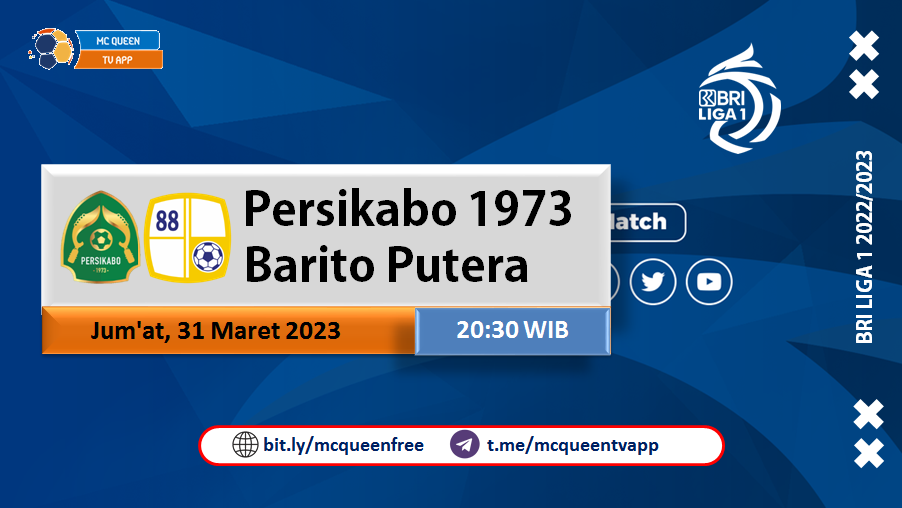 MC QUEEN
TV APP
BRI
LIGA 1
PERSIKABO
-1973-
88
Persikabo 1973
Barito Putera
Jum'at, 31 Maret 2023
20:30 WIB
BRI LIGA 1 2022/2023
bit.ly/mcqueenfree
t.me/mcqueentvapp